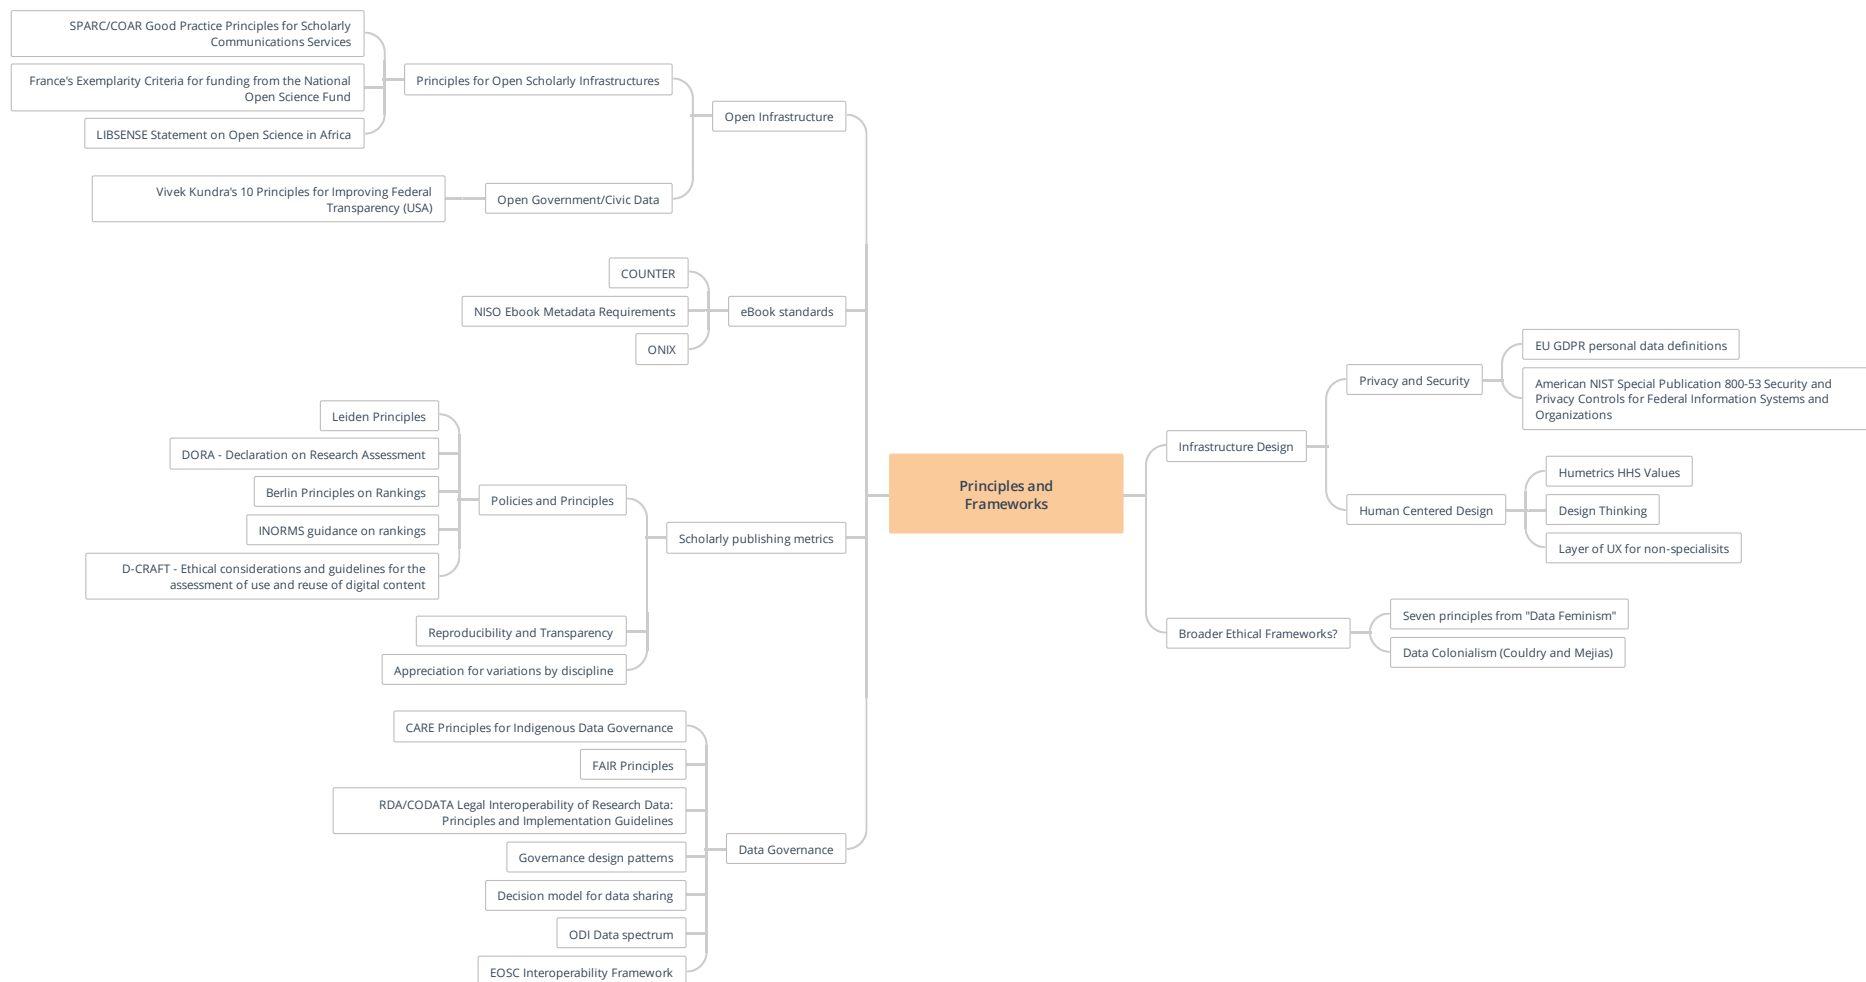 SPARC/COAR Good Practice Principles for Scholarly
Communications Services
France's Exemplarity Criteria for funding from the National
Open Science Fund
LIBSENSE Statement on Open Science in Africa
Principles for Open Scholarly Infrastructures
Open Infrastructure
Vivek Kundra's 10 Principles for Improving Federal
Transparency (USA)
Open Government/Civic Data
COUNTER
NISO Ebook Metadata Requirements
ONIX
eBook standards
Leiden Principles
DORA - Declaration on Research Assessment
Berlin Principles on Rankings
INORMS guidance on rankings
D-CRAFT - Ethical considerations and guidelines for the
assessment of use and reuse of digital content
Policies and Principles
Reproducibility and Transparency
Appreciation for variations by discipline
Scholarly publishing metrics
CARE Principles for Indigenous Data Governance
FAIR Principles
RDA/CODATA Legal Interoperability of Research Data:
Principles and Implementation Guidelines
Governance design patterns
Decision model for data sharing
ODI Data spectrum
EOSC Interoperability Framework
Data Governance
Principles and
Frameworks
Infrastructure Design
Privacy and Security
EU GDPR personal data definitions
American NIST Special Publication 800-53 Security and
Privacy Controls for Federal Information Systems and
Organizations
Human Centered Design
Humetrics HHS Values
Design Thinking
Layer of UX for non-specialisits
Broader Ethical Frameworks?
Seven principles from "Data Feminism"
Data Colonialism (Couldry and Mejias)